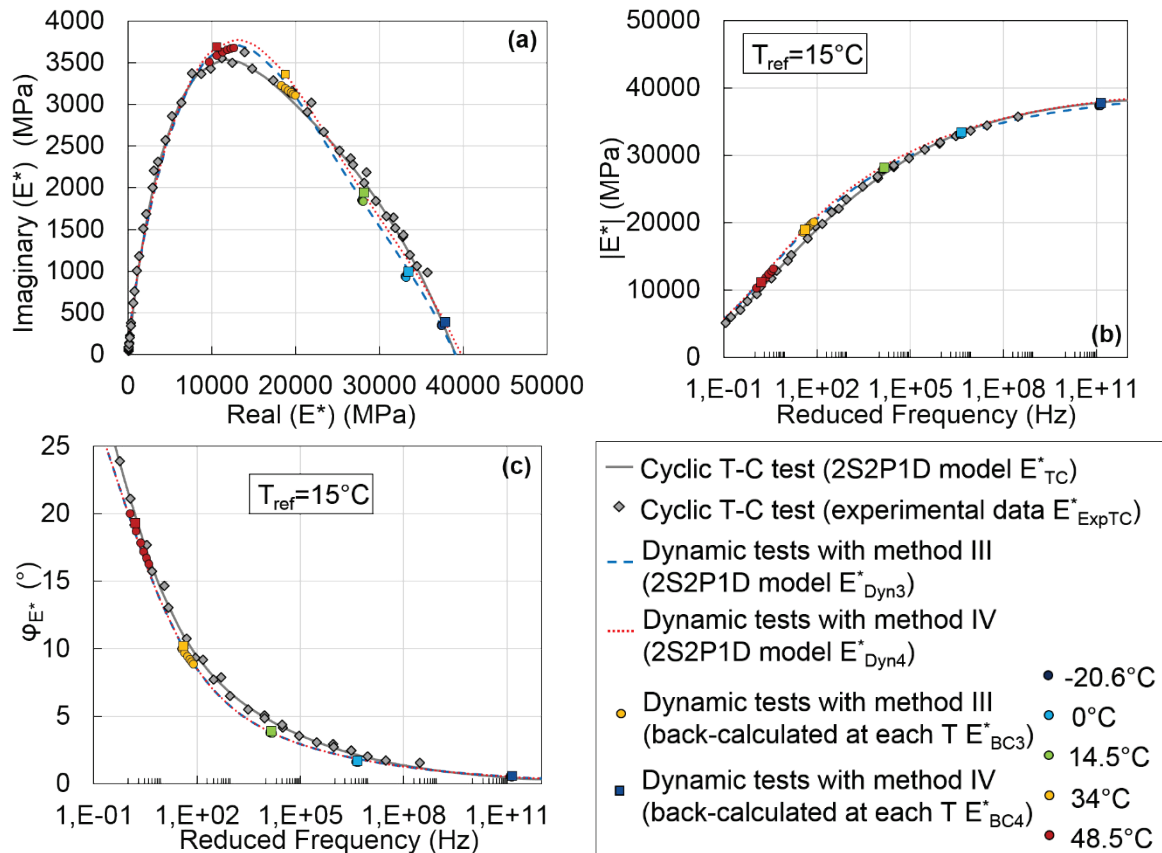 (a)
Imaginary (E*) (MPa)
4000
3500
3000
2500
2000
1500
1000
500
0
0 10000 20000 30000 40000 50000
Real (E*) (MPa)
Tref=15°C
(b)
|E*| (MPa)
50000
40000
30000
20000
10000
0
1,E-01 1,E+02 1,E+05 1,E+08 1,E+11
Reduced Frequency (Hz)
Tref=15°C
(c)
φE* (°)
25
20
15
10
5
0
1,E-01 1,E+02 1,E+05 1,E+08 1,E+11
Reduced Frequency (Hz)
Cyclic T-C test (2S2P1D model E*TC)
Cyclic T-C test (experimental data E*ExpTC)
Dynamic tests with method III
(2S2P1D model E*Dyn3)
Dynamic tests with method IV
(2S2P1D model E*Dyn4)
Dynamic tests with method III
(back-calculated at each T E*BC3)
Dynamic tests with method IV
(back-calculated at each T E*BC4)
-20.6°C
0°C
14.5°C
34°C
48.5°C